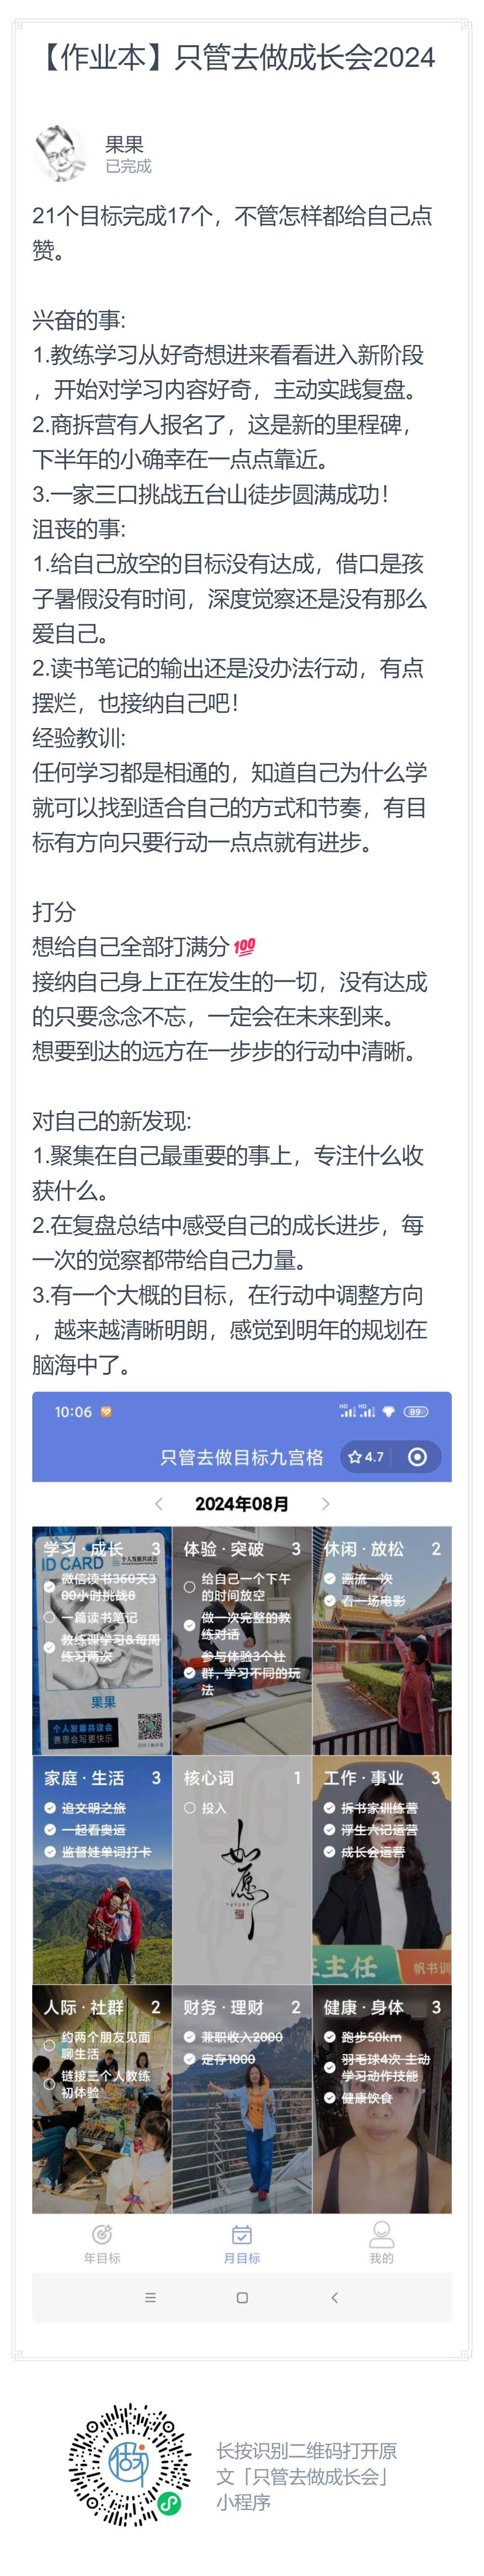 【作业本】只管去做成长会2024
果果
已完成
21个目标完成17个，不管怎样都给自己点
赞。
兴奋的事:
1.教练学习从好奇想进来看看进入新阶段
，开始对学习内容好奇，主动实践复盘。
2.商折营有人报名了，这是新的里程碑，
下半年的小确幸在一点点靠近。
3.一家三口挑战五台山徒步圆满成功！
沮丧的事:
1.给自己放空的目标没有达成，借口是孩
子暑假没有时间，深度觉察还是没有那么
爱自己。
2.读书笔记的输出还是没办法行动，有点
摆烂，也接纳自己吧！
经验教训:
任何学习都是相通的，知道自己为什么学
就可以找到适合自己的方式和节奏，有目
标有方向只要行动一点点就有进步。
打分
想给自己全部打满分💯
接纳自己身上正在发生的一切，没有达成
的只要念念不忘，一定会在未来到来。
想要到达的远方在一步步的行动中清晰。
对自己的新发现:
1.聚集在自己最重要的事上，专注什么收
获什么。
2.在复盘总结中感受自己的成长进步，每
一次的觉察都带给自己力量。
3.有一个大概的目标，在行动中调整方向
，越来越清晰明朗，感觉到明年的规划在
脑海中了。
10:06
HD HD 89
只管去做目标九宫格
4.7
2024年08月
学习·成长 3
ID CARD 个人发展共读会
微信读书360天3
00小时挑战8
一篇读书笔记
教练课学习&每周
练习两次
果果
个人发展共读会
善思会写更快乐
体验·突破 3
给自己一个下午
的时间放空
做一次完整的教
练对话
参与体验3个社
群，学习不同的玩
法
休闲·放松 2
漂流一次
看一场电影
家庭·生活 3
追文明之旅
一起看奥运
监督娃单词打卡
核心词 1
投入
如愿
工作·事业 3
拆书家训练营
浮生六记运营
成长会运营
主任
帆书训
人际·社群 2
约两个朋友见面
聊生活
链接三个人教练
初体验
财务·理财 2
兼职收入2000
定存1000
健康·身体 3
跑步50km
羽毛球4次 主动
学习动作技能
健康饮食
年目标
月目标
我的
做
长按识别二维码打开原
文「只管去做成长会」
小程序